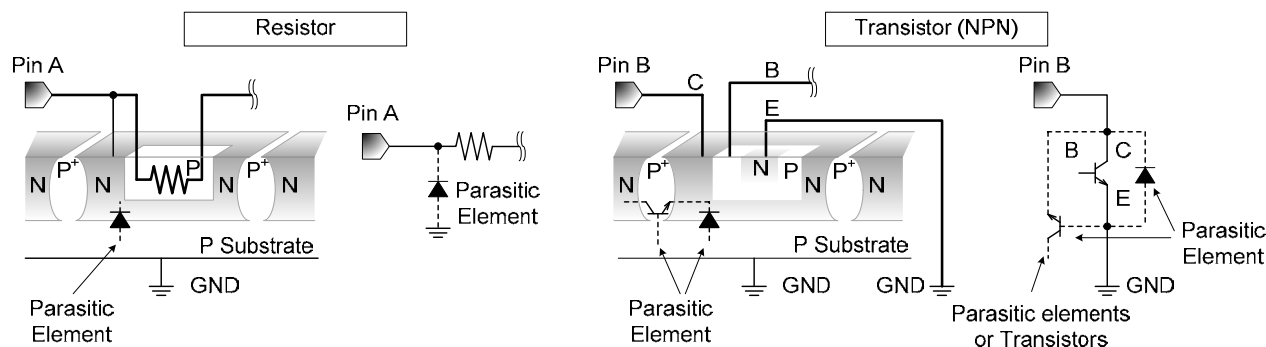 Resistor
Pin A
N
P+
N
P
N
P+
N
P Substrate
GND
Parasitic
Element
Pin A
Parasitic
Element
Transistor (NPN)
Pin B
C
B
E
N
P+
N
N
P
N
P+
N
P Substrate
GND
GND
Parasitic
Element
Pin B
B
C
E
Parasitic
Element
GND
Parasitic elements
or Transistors